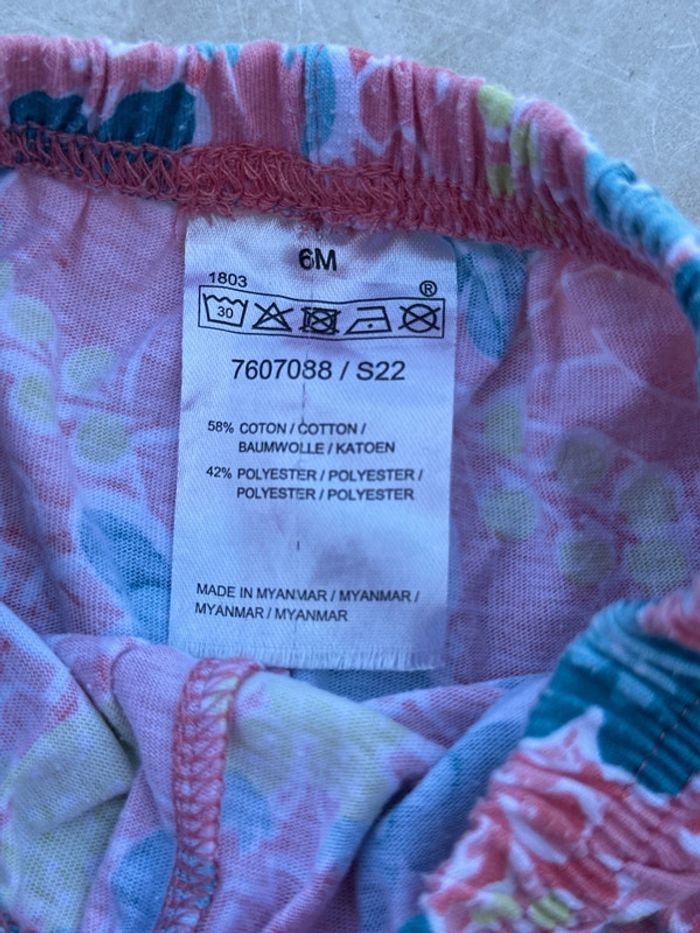 6M
1803 ®
30
7607088 / S22
58% COTON / COTTON /
BAUMWOLLE / KATOEN
42% POLYESTER / POLYESTER /
POLYESTER / POLYESTER
MADE IN MYANMAR / MYANMAR /
MYANMAR / MYANMAR